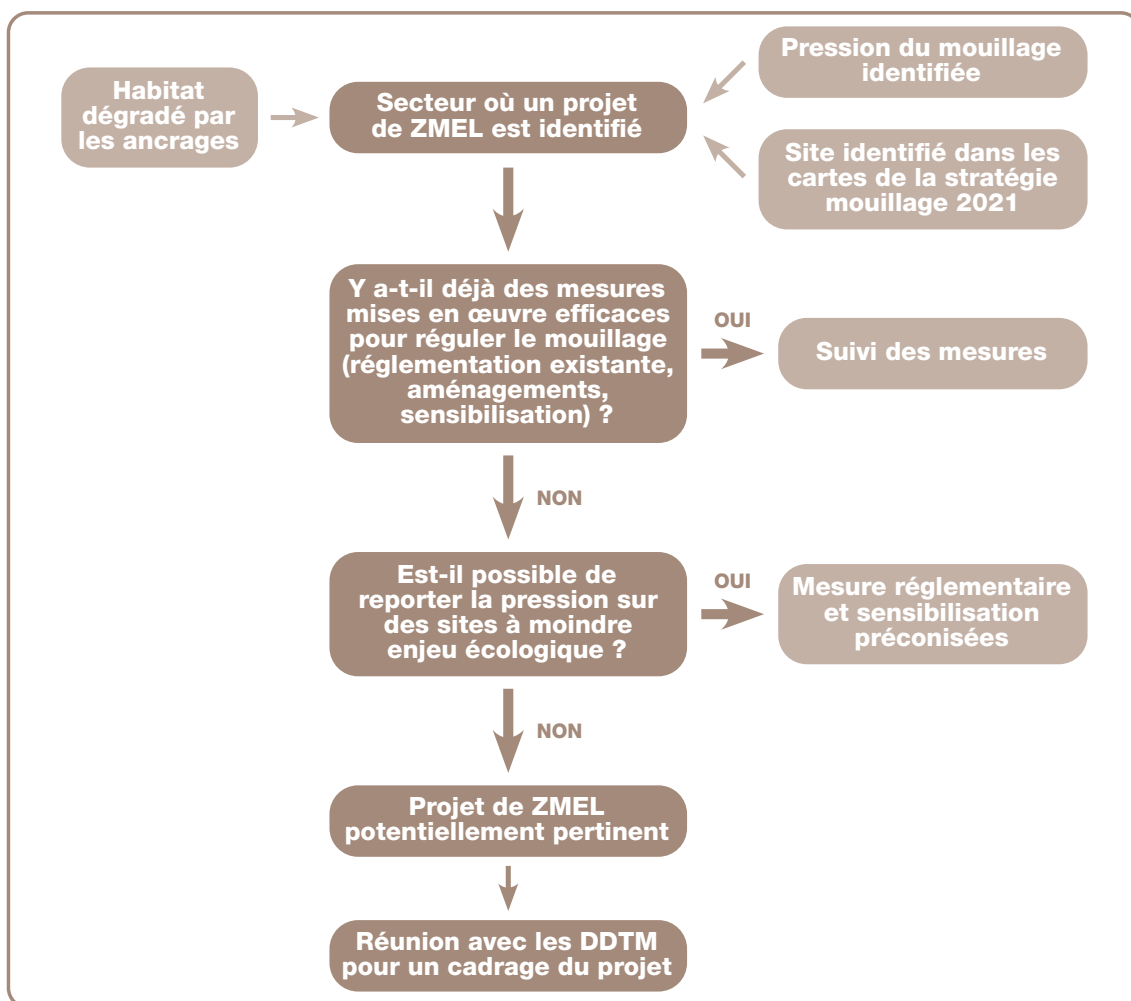 Pression du mouillage
identifiée
Habitat
dégradé par
les ancrages
Secteur où un projet
de ZMEL est identifié
Site identifié dans les
cartes de la stratégie
mouillage 2021
Y a-t-il déjà des mesures
mises en œuvre efficaces
pour réguler le mouillage
(réglementation existante,
aménagements,
sensibilisation) ?
OUI
Suivi des mesures
NON
Est-il possible de
reporter la pression sur
des sites à moindre
enjeu écologique ?
OUI
Mesure réglementaire
et sensibilisation
préconisées
NON
Projet de ZMEL
potentiellement pertinent
Réunion avec les DDTM
pour un cadrage du projet